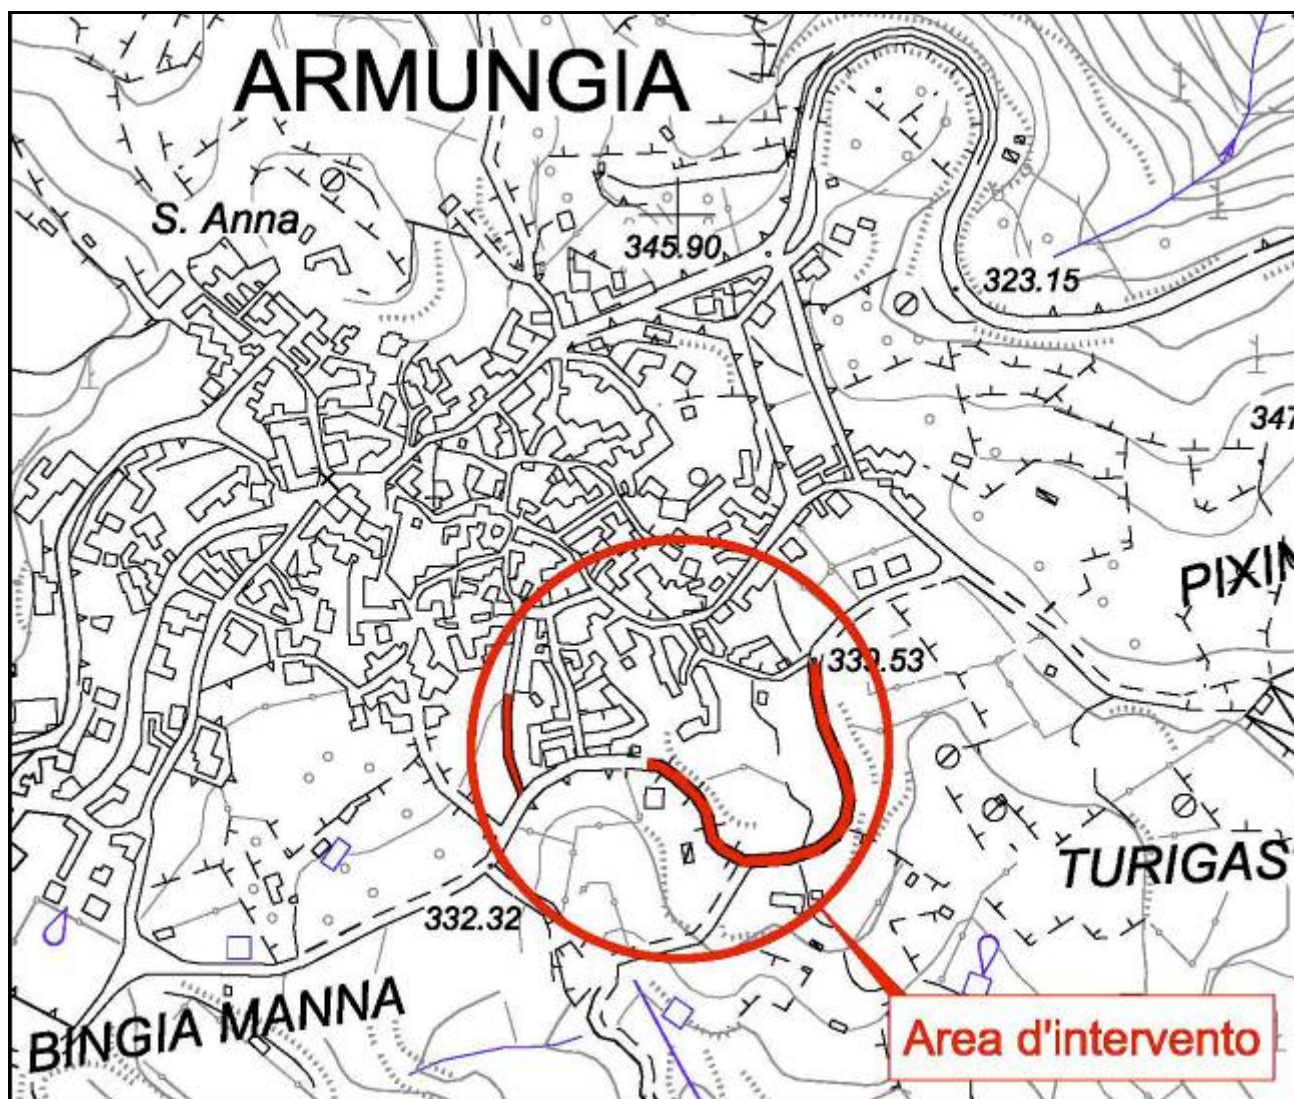 ARMUNGIA
S. Anna
345.90
323.15
347
PIXIN
339.53
TURIGAS
332.32
BINGIA MANNA
Area d'intervento